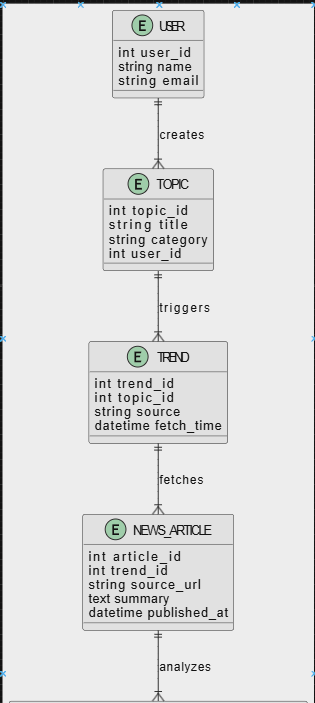 E USER
int user_id
string name
string email
creates
E TOPIC
int topic_id
string title
string category
int user_id
triggers
E TREND
int trend_id
int topic_id
string source
datetime fetch_time
fetches
E NEWS_ARTICLE
int article_id
int trend_id
string source_url
text summary
datetime published_at
analyzes